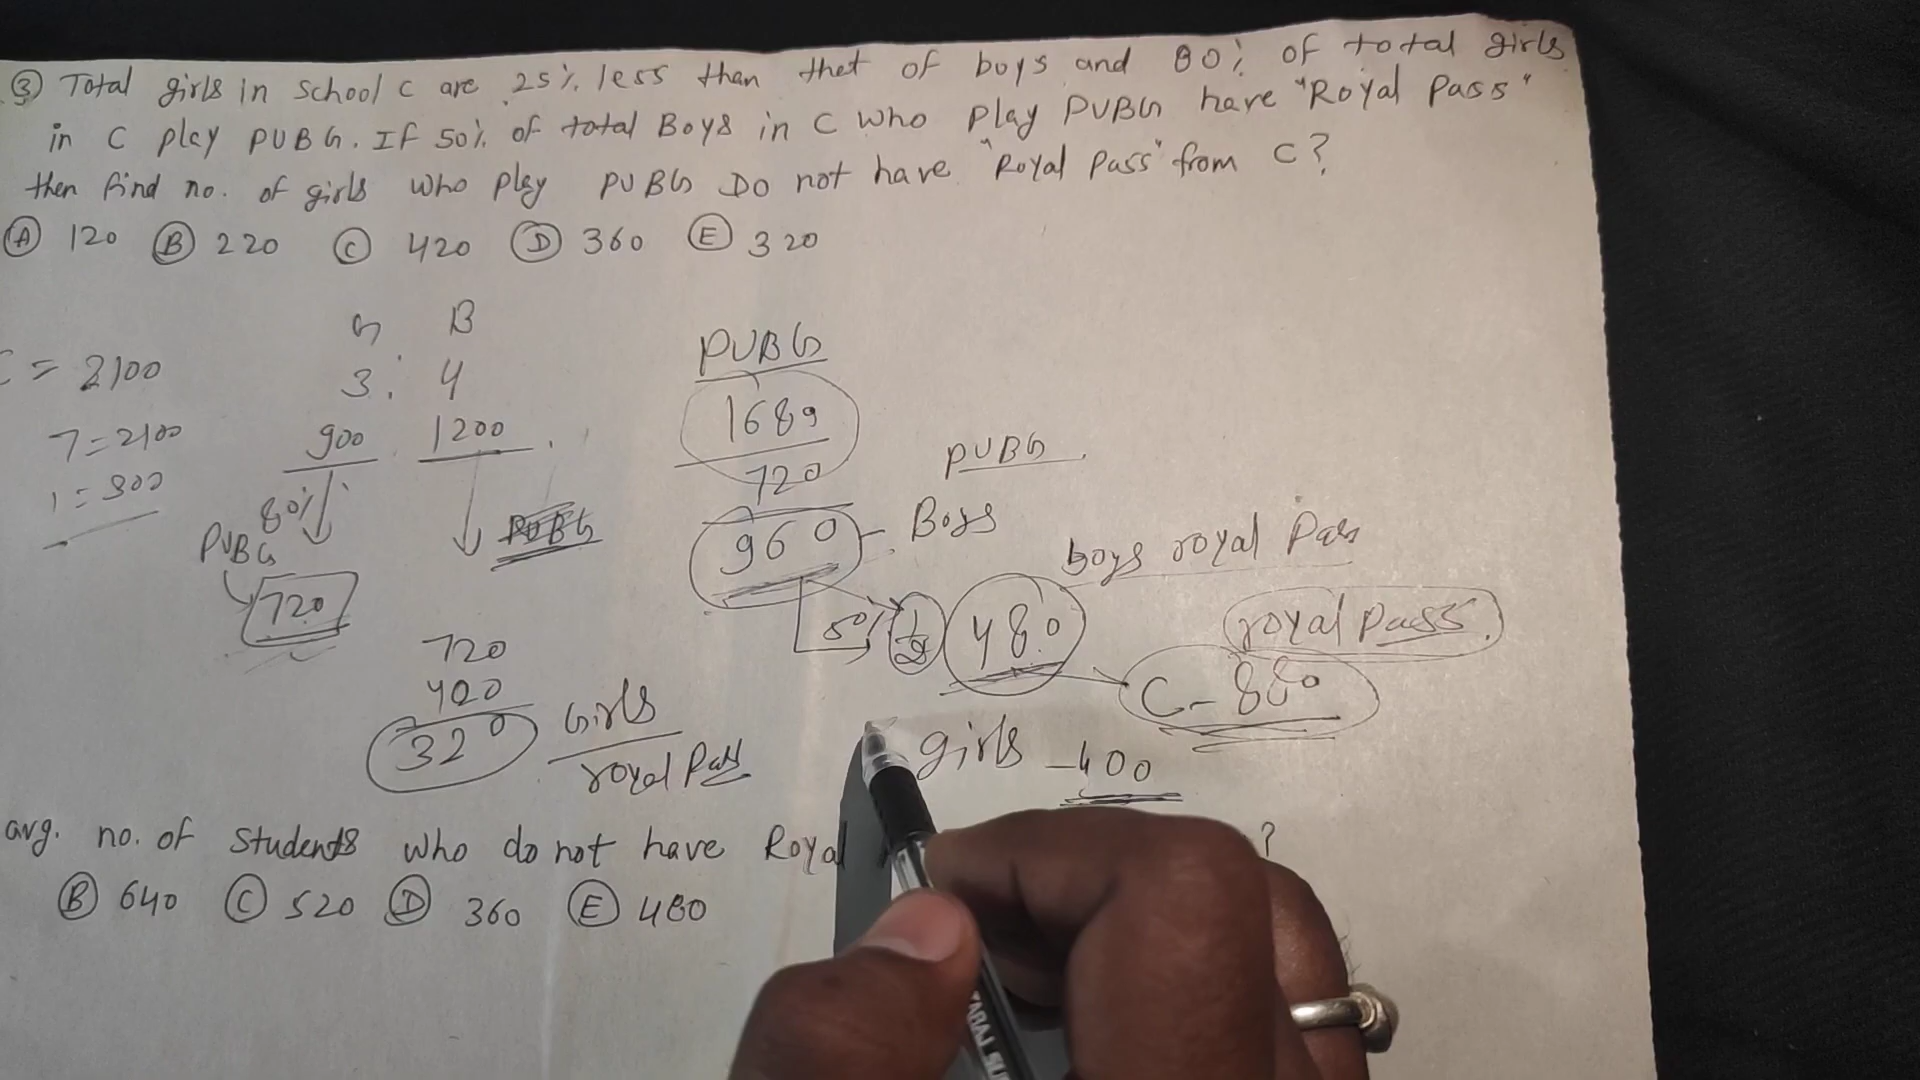 ③ Total girls in school C are 25% less than thet of boys and 80% of total girls
in C play PUBG. If 50% of total Boys in C who play PUBG have "Royal Pass"
then find no. of girls who play PUBG Do not have "Royal Pass" from C?
Ⓐ 120 Ⓑ 220 Ⓒ 420 Ⓓ 360 Ⓔ 320
G B
C = 2100
3 : 4
PUBG
7 = 2100
900 1200
1680
1 = 300
720
PUBG
80%
PUBG
960 - Boys
PUBG
boys royal Pass
720
50% 1/2 480
royal Pass
C - 880
720
400
320 Girls
royal Pass
girls - 400
avg. no. of students who do not have Royal ?
Ⓑ 640 Ⓒ 520 Ⓓ 360 Ⓔ 480